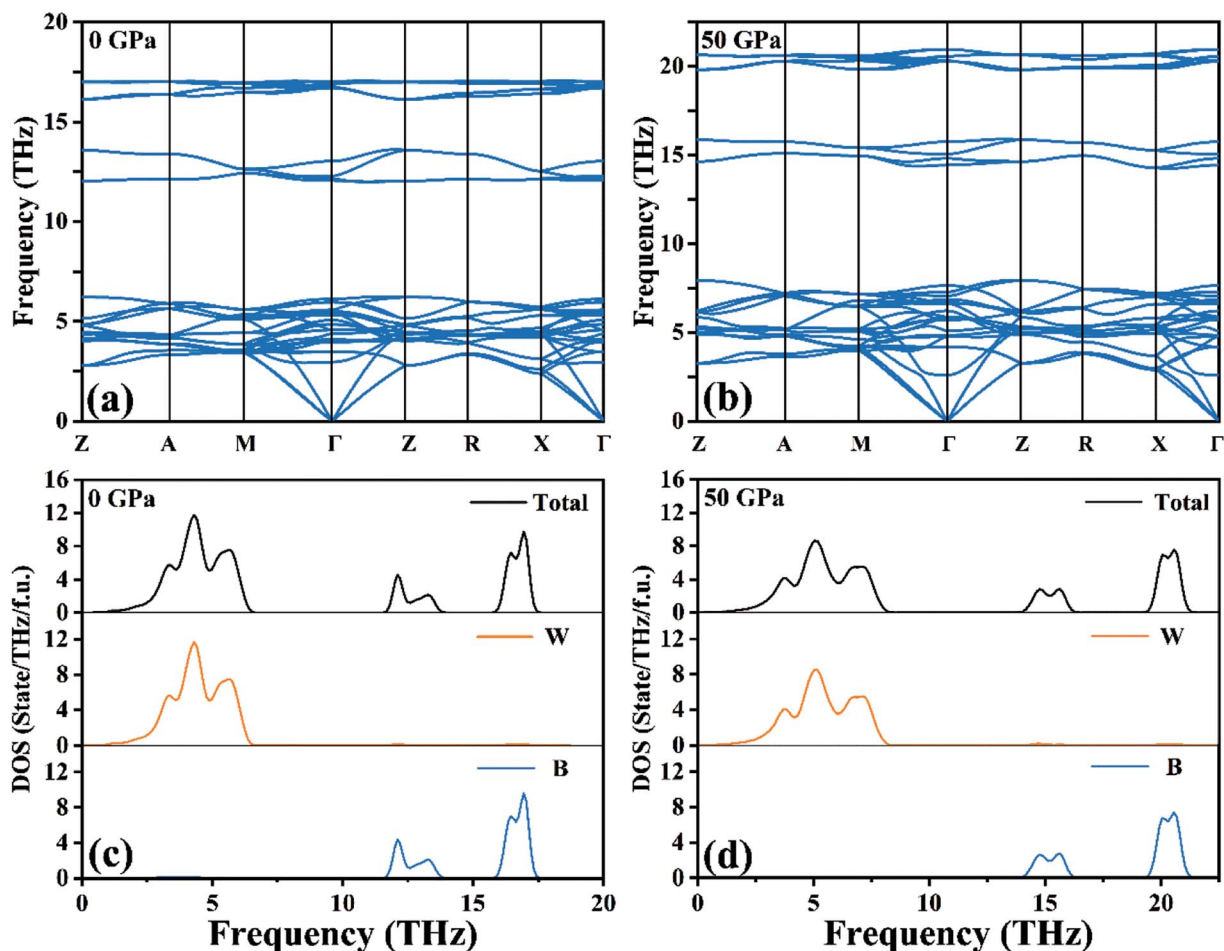 0 GPa
20
15
10
5
0
Frequency (THz)
(a)
Z A M Γ Z R X Γ
50 GPa
20
15
10
5
0
Frequency (THz)
(b)
Z A M Γ Z R X Γ
0 GPa
Total
16
12
8
4
0
W
12
8
4
0
B
12
8
4
0
DOS (State/THz/f.u.)
(c)
0 5 10 15 20
Frequency (THz)
50 GPa
Total
16
12
8
4
0
W
12
8
4
0
B
12
8
4
0
DOS (State/THz/f.u.)
(d)
0 5 10 15 20
Frequency (THz)